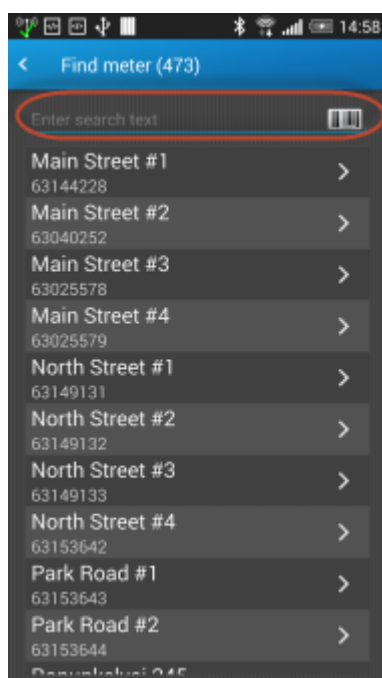 14:58
Find meter (473)
Enter search text
Main Street #1
63144228
Main Street #2
63040252
Main Street #3
63025578
Main Street #4
63025579
North Street #1
63149131
North Street #2
63149132
North Street #3
63149133
North Street #4
63153642
Park Road #1
63153643
Park Road #2
63153644